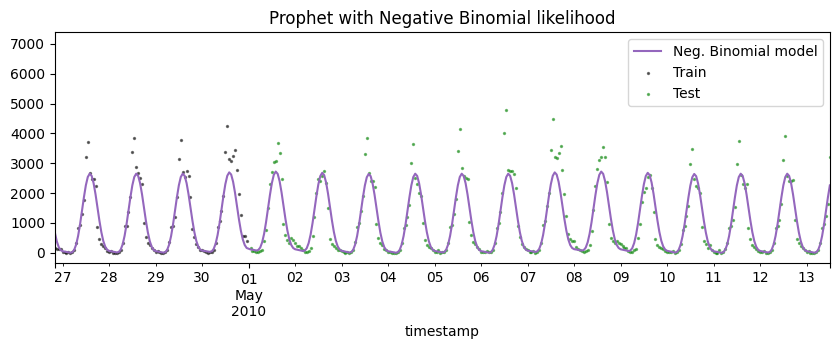 Prophet with Negative Binomial likelihood
7000
6000
5000
4000
3000
2000
1000
0
Neg. Binomial model
Train
Test
27 28 29 30 01 02 03 04 05 06 07 08 09 10 11 12 13
May
2010
timestamp